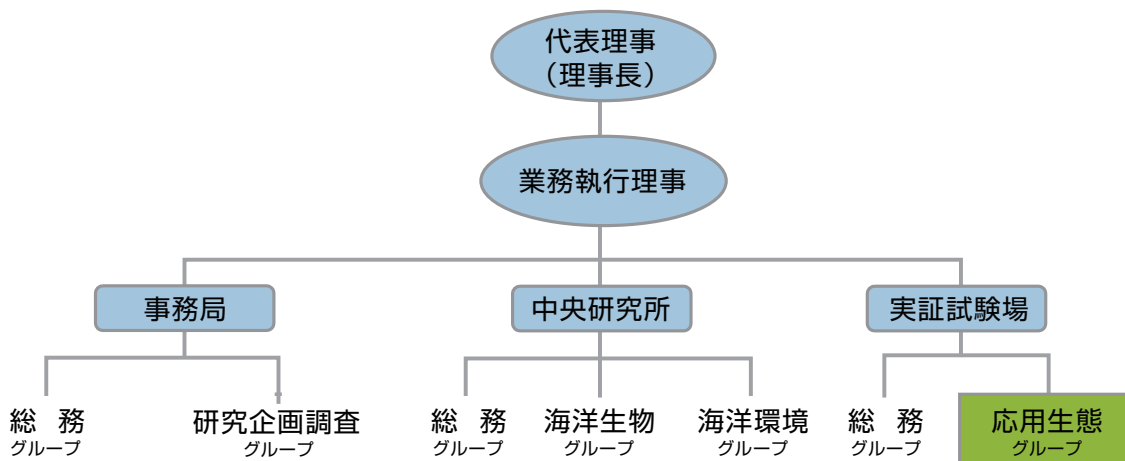 代表理事
（理事長）
業務執行理事
事務局
中央研究所
実証試験場
総 務
グループ
研究企画調査
グループ
総 務
グループ
海洋生物
グループ
海洋環境
グループ
総 務
グループ
応用生態
グループ